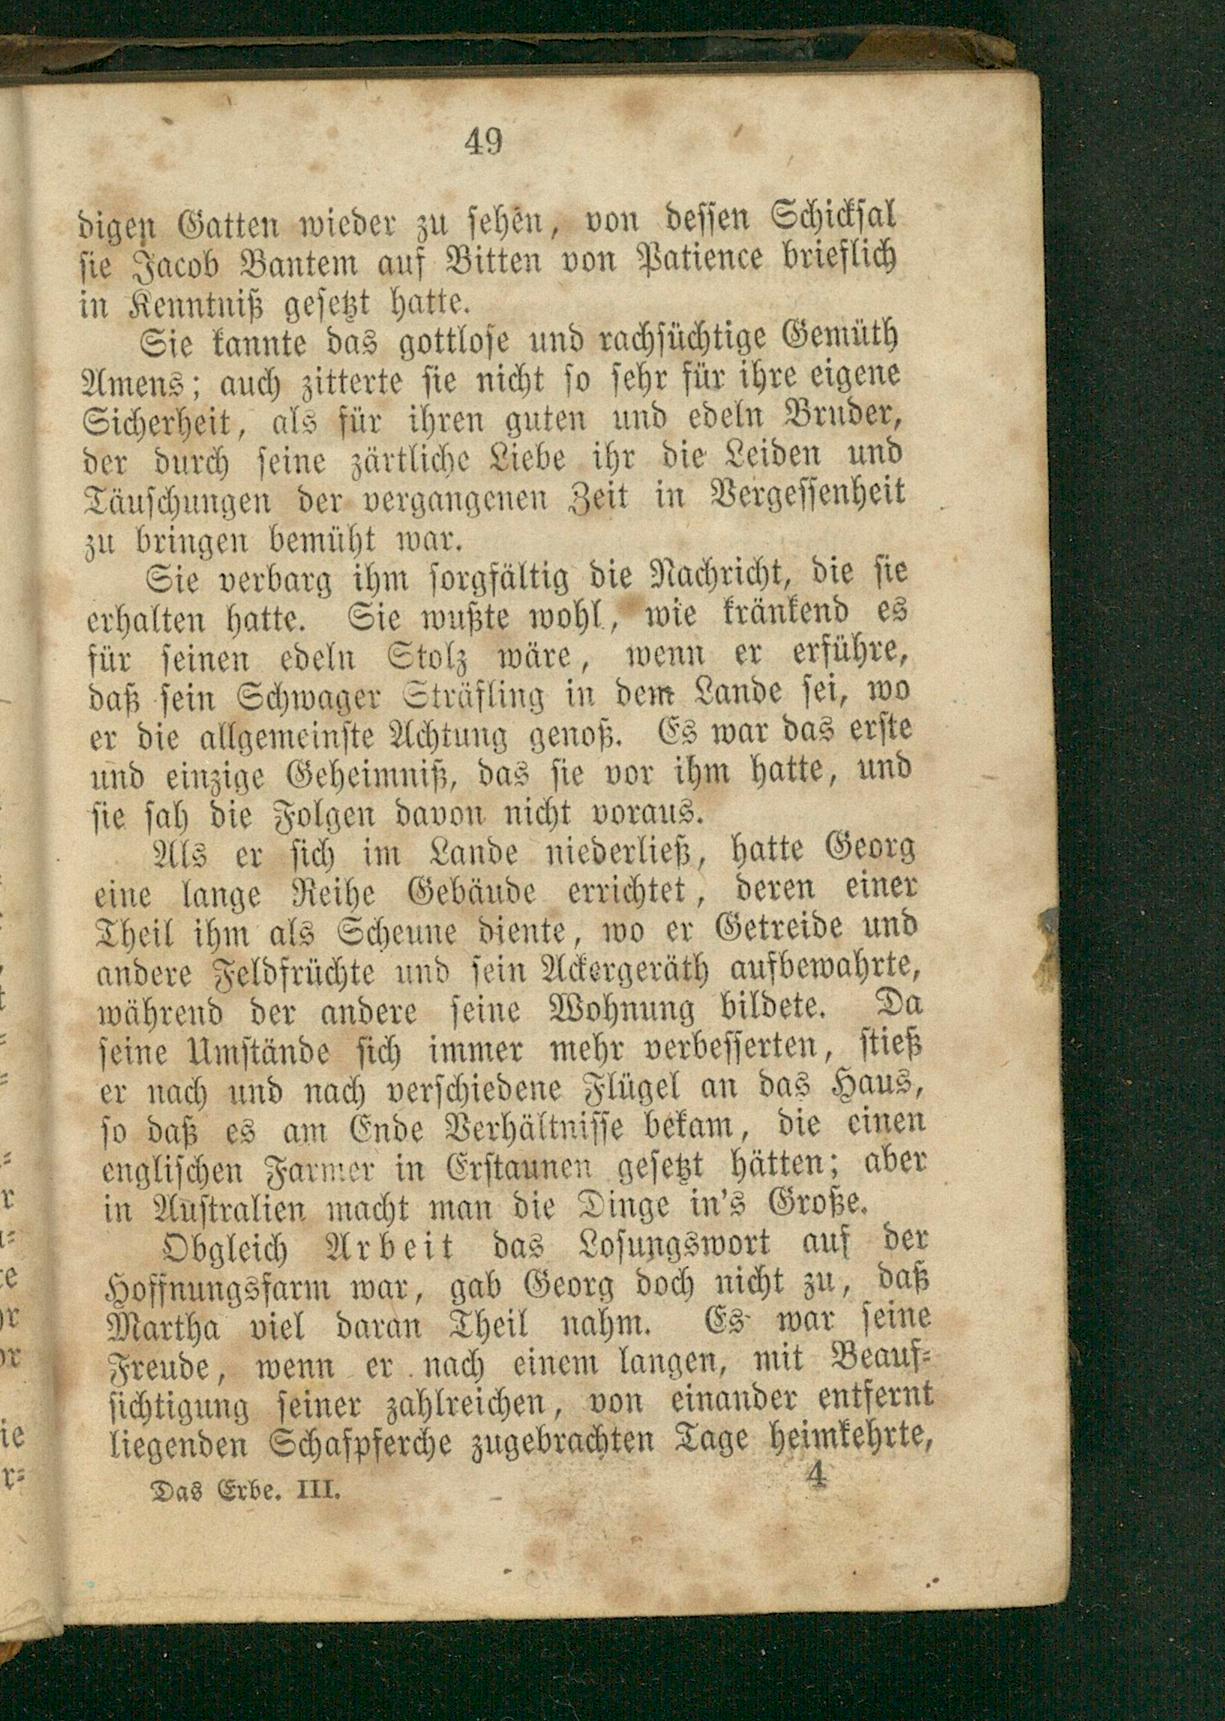 49
digen Gatten wieder zu sehen, von dessen Schicksal
sie Jacob Bantem auf Bitten von Patience brieflich
in Kenntniß gesetzt hatte.
Sie kannte das gottlose und rachsüchtige Gemüth
Amens; auch zitterte sie nicht so sehr für ihre eigene
Sicherheit, als für ihren guten und edeln Bruder,
der durch seine zärtliche Liebe ihr die Leiden und
Täuschungen der vergangenen Zeit in Vergessenheit
zu bringen bemüht war.
Sie verbarg ihm sorgfältig die Nachricht, die sie
erhalten hatte. Sie wußte wohl, wie kränkend es
für seinen edeln Stolz wäre, wenn er erführe,
daß sein Schwager Sträfling in dem Lande sei, wo
er die allgemeinste Achtung genoß. Es war das erste
und einzige Geheimniß, das sie vor ihm hatte, und
sie sah die Folgen davon nicht voraus.
Als er sich im Lande niederließ, hatte Georg
eine lange Reihe Gebäude errichtet, deren einer
Theil ihm als Scheune diente, wo er Getreide und
andere Feldfrüchte und sein Ackergeräth aufbewahrte,
während der andere seine Wohnung bildete. Da
seine Umstände sich immer mehr verbesserten, stieß
er nach und nach verschiedene Flügel an das Haus,
so daß es am Ende Verhältnisse bekam, die einen
englischen Farmer in Erstaunen gesetzt hätten; aber
in Australien macht man die Dinge in's Große.
Obgleich Arbeit das Losungswort auf der
Hoffnungsfarm war, gab Georg doch nicht zu, daß
Martha viel daran Theil nahm. Es war seine
Freude, wenn er nach einem langen, mit Beauf-
sichtigung seiner zahlreichen, von einander entfernt
liegenden Schafpferche zugebrachten Tage heimkehrte,
Das Erbe. III. 4